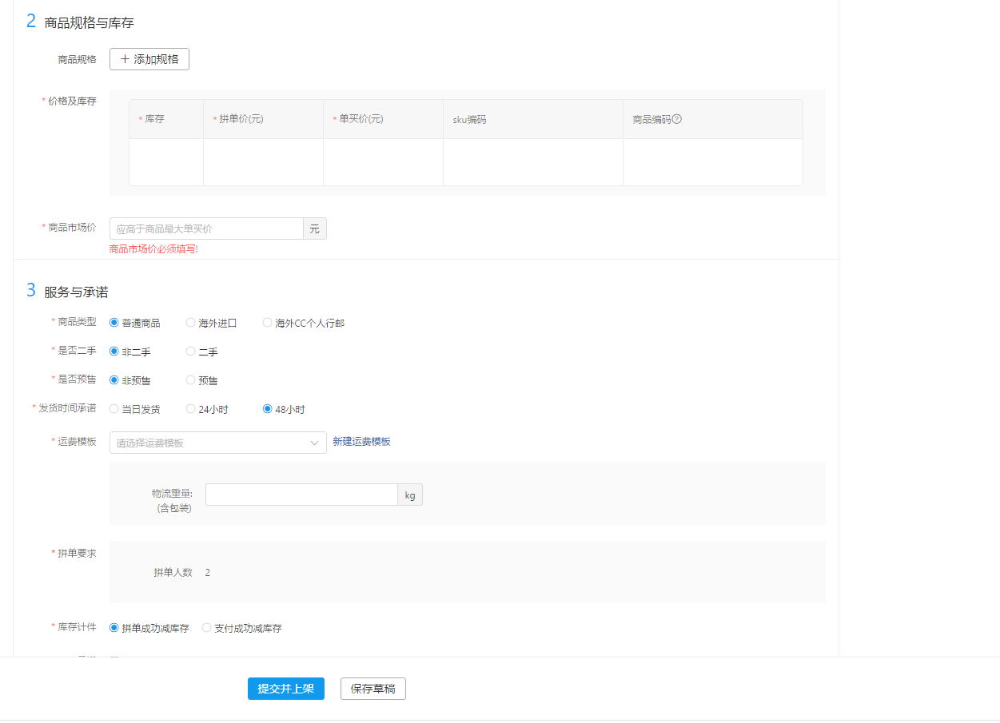 2 商品规格与库存
商品规格 添加规格
* 价格及库存
* 库存 * 拼单价(元) * 单买价(元) sku编码 商品编码
* 商品市场价 应高于商品最大单买价 元
商品市场价必须填写!
3 服务与承诺
* 商品类型 普通商品 海外进口 海外CC个人行邮
* 是否二手 非二手 二手
* 是否预售 非预售 预售
* 发货时间承诺 当日发货 24小时 48小时
* 运费模板 请选择运费模板 新建运费模板
物流重量: kg
(含包装)
* 拼单要求
拼单人数 2
* 库存计件 拼单成功减库存 支付成功减库存
提交并上架 保存草稿